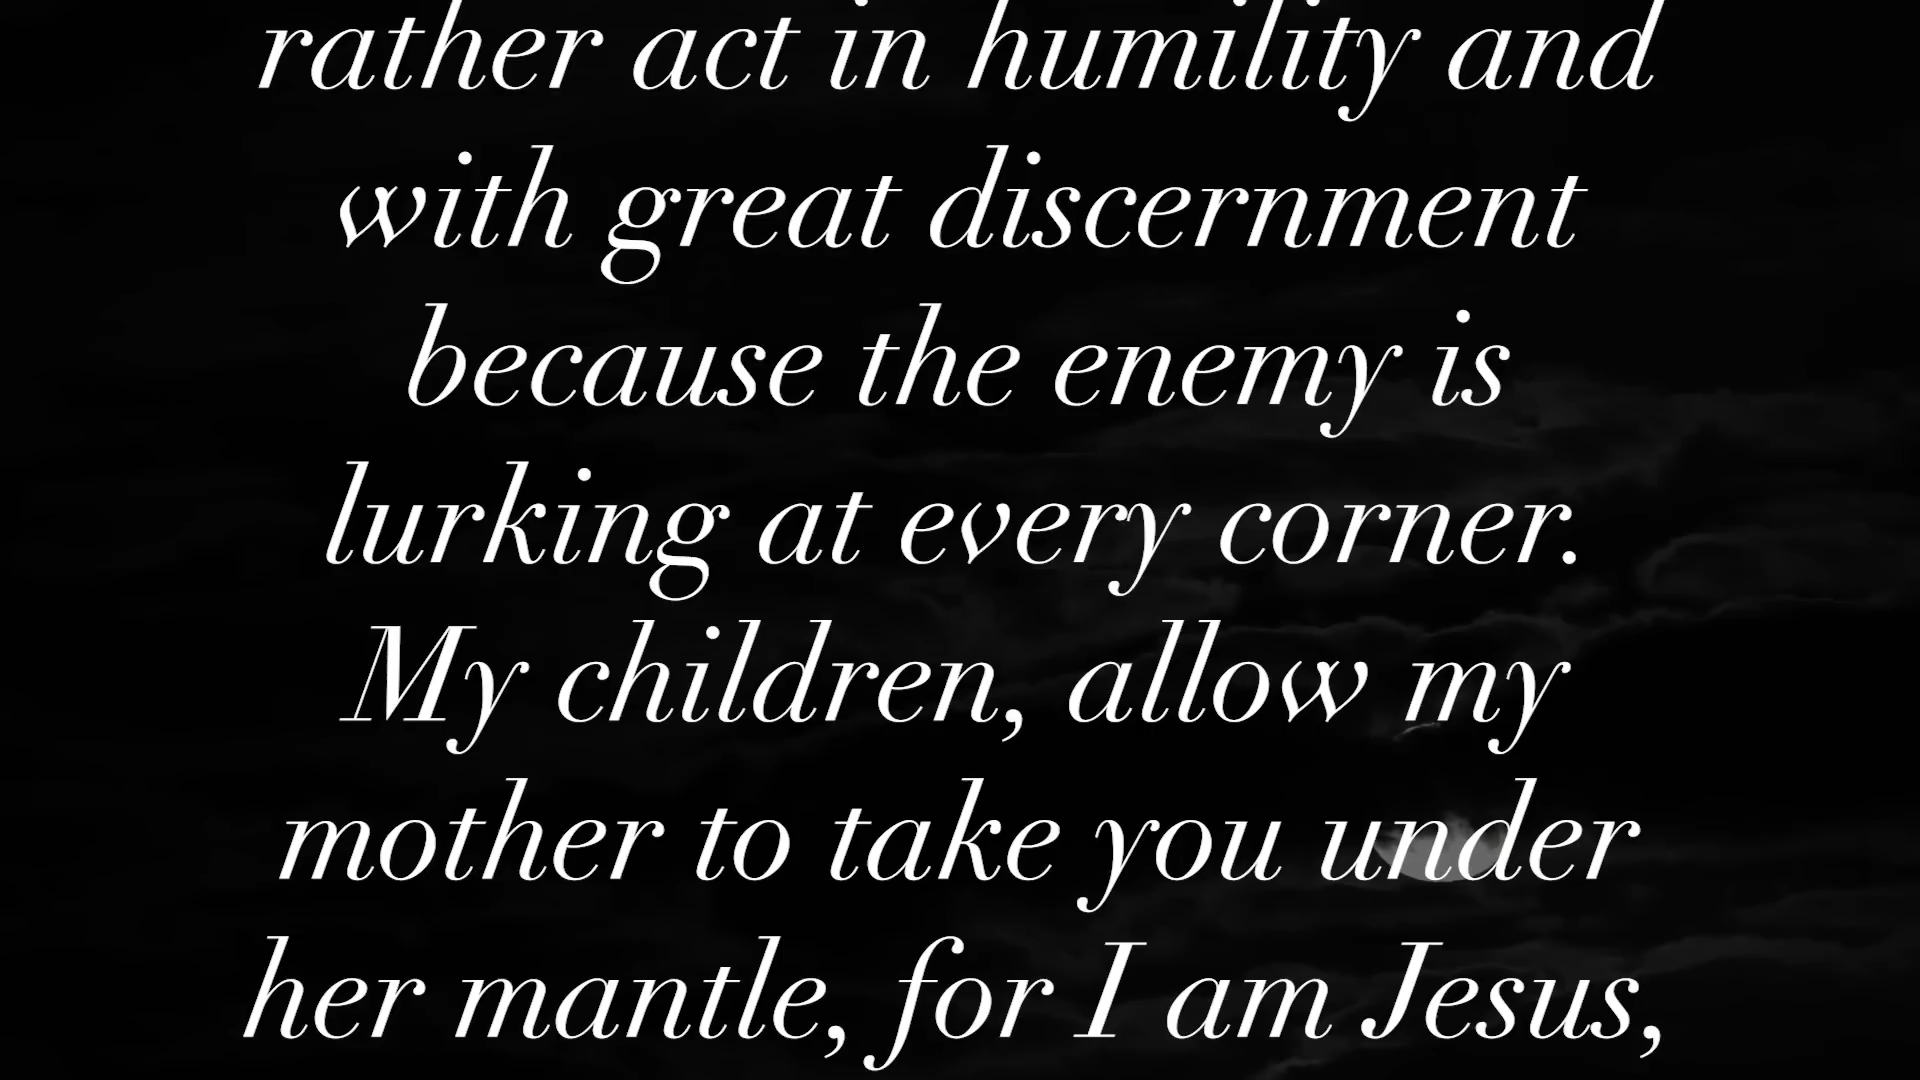 rather act in humility and
with great discernment
because the enemy is
lurking at every corner.
My children, allow my
mother to take you under
her mantle, for I am Jesus,